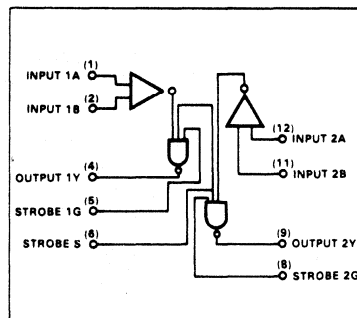 (1)
INPUT 1A
(2)
INPUT 1B
(12)
INPUT 2A
(11)
INPUT 2B
(4)
OUTPUT 1Y
(5)
STROBE 1G
(6)
STROBE S
(9)
OUTPUT 2Y
(8)
STROBE 2G